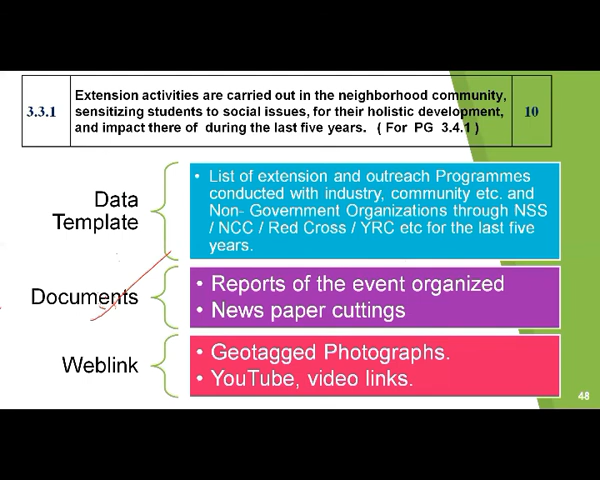 3.3.1
Extension activities are carried out in the neighborhood community,
sensitizing students to social issues, for their holistic development,
and impact there of during the last five years. ( For PG 3.4.1 )
10
Data
Template
• List of extension and outreach Programmes
conducted with industry, community etc. and
Non- Government Organizations through NSS
/ NCC / Red Cross / YRC etc for the last five
years.
Documents
• Reports of the event organized
• News paper cuttings
Weblink
• Geotagged Photographs.
• YouTube, video links.
48